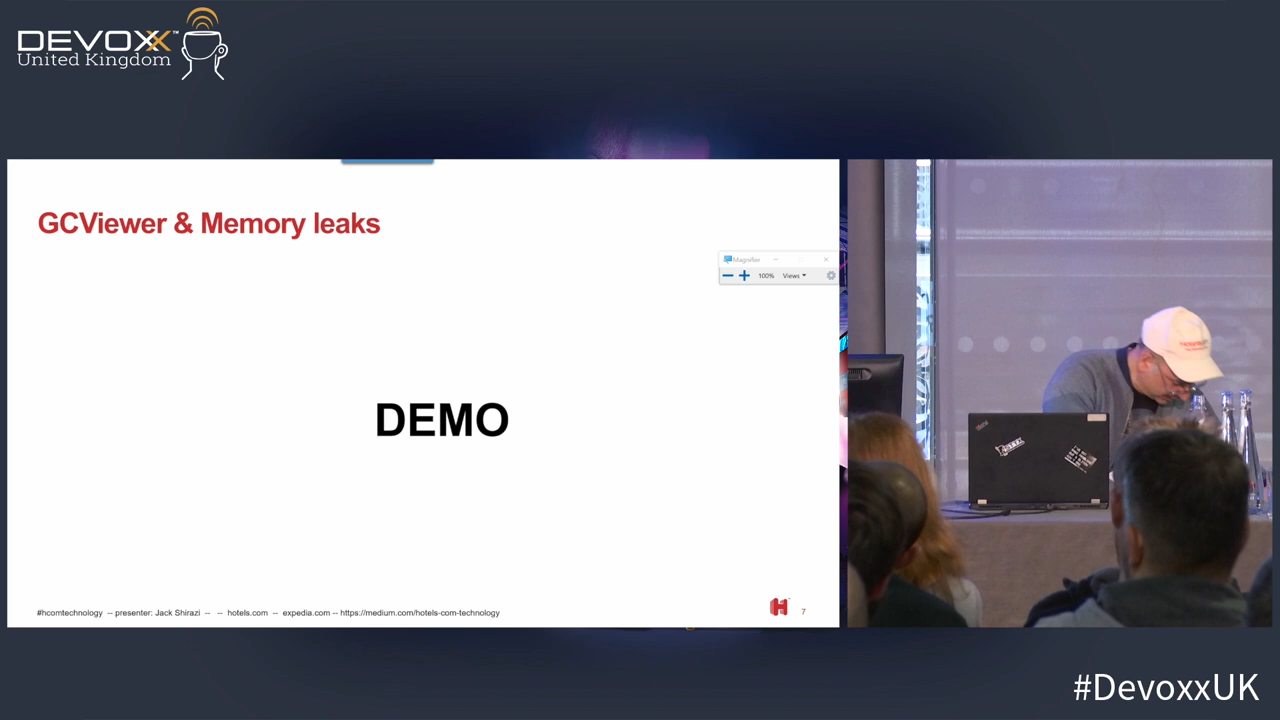 DEVOXX™
United Kingdom
GCViewer & Memory leaks
Magnifier
100% Views
DEMO
#hcomtechnology -- presenter: Jack Shirazi -- -- hotels.com -- expedia.com -- https://medium.com/hotels-com-technology
7
#DevoxxUK